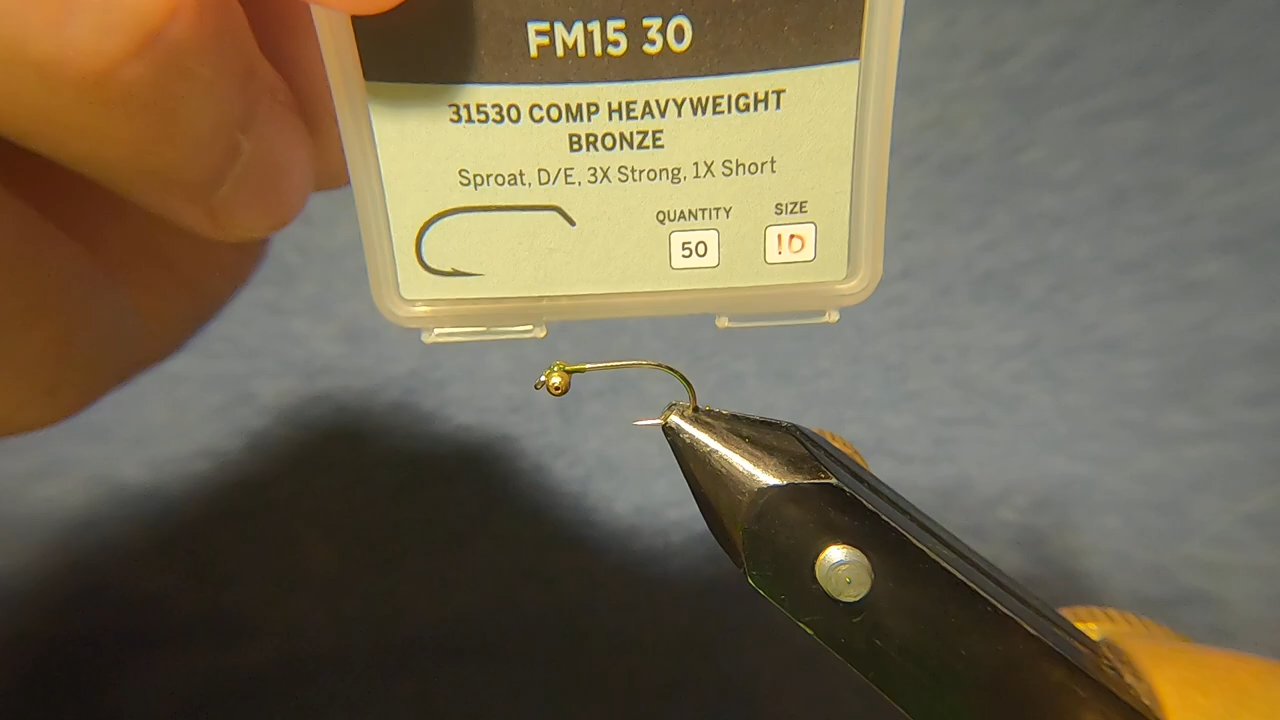 FM15 30
31530 COMP HEAVYWEIGHT
BRONZE
Sproat, D/E, 3X Strong, 1X Short
QUANTITY SIZE
50 10